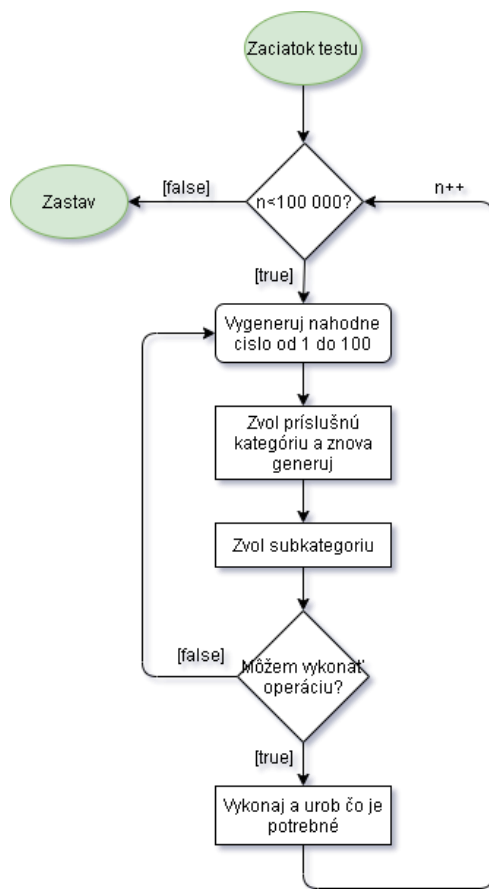 Zaciatok testu
[false]
n<100 000?
n++
Zastav
[true]
Vygeneruj nahodne
cislo od 1 do 100
Zvol príslušnú
kategóriu a znova
generuj
Zvol subkategoriu
[false]
Môžem vykonať
operáciu?
[true]
Vykonaj a urob čo je
potrebné